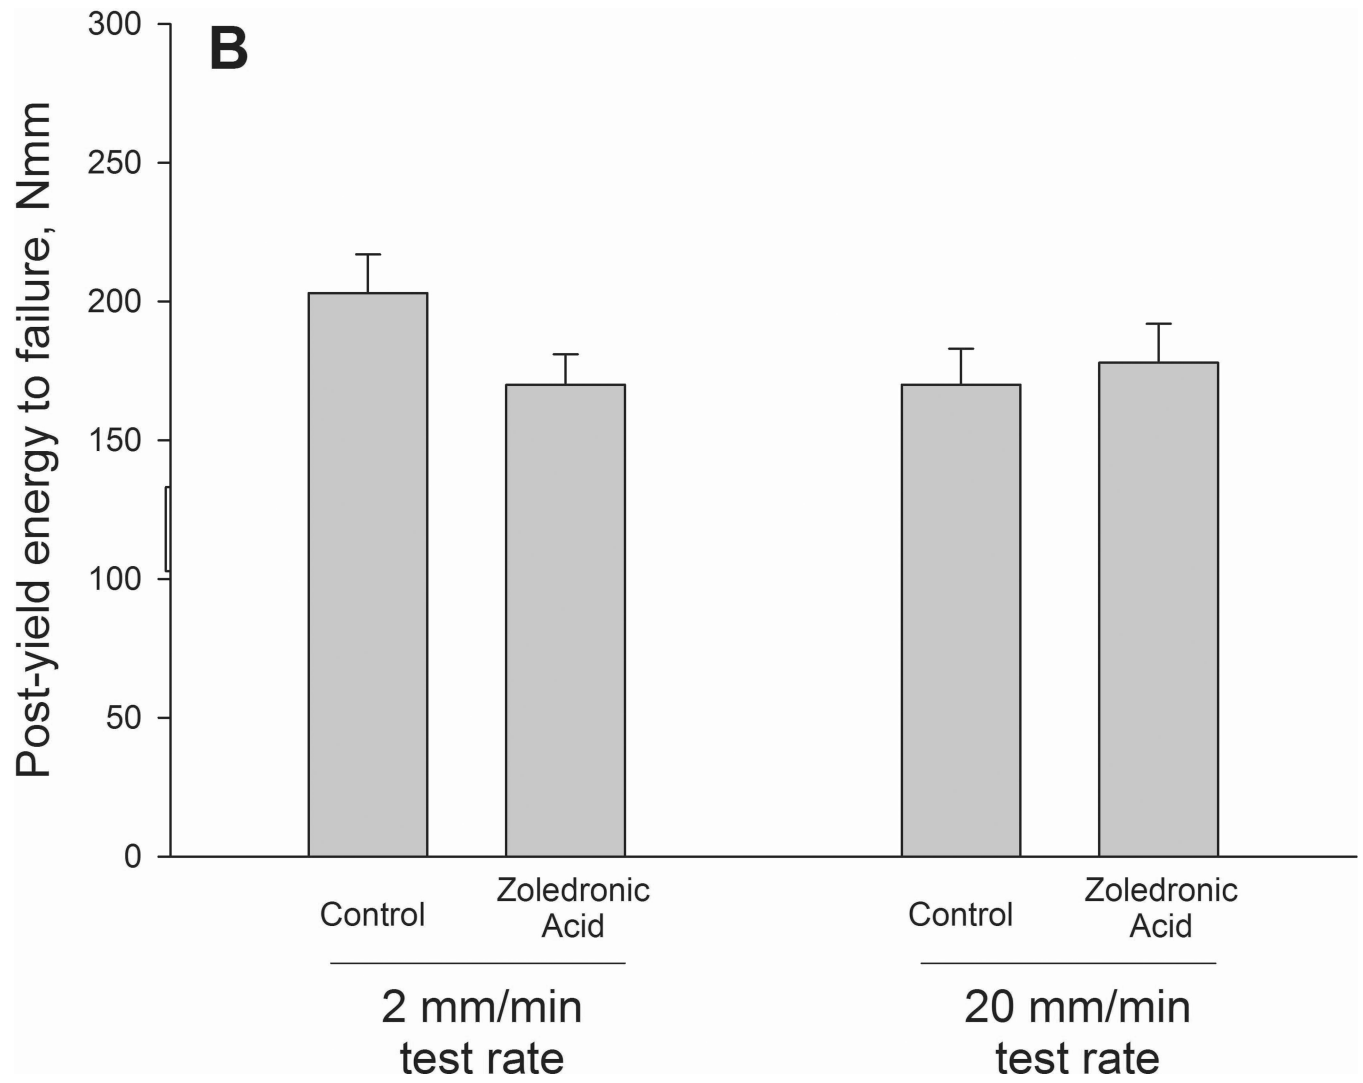 B
Post-yield energy to failure, Nmm
300
250
200
150
100
50
0
Control
Zoledronic
Acid
Control
Zoledronic
Acid
2 mm/min
test rate
20 mm/min
test rate